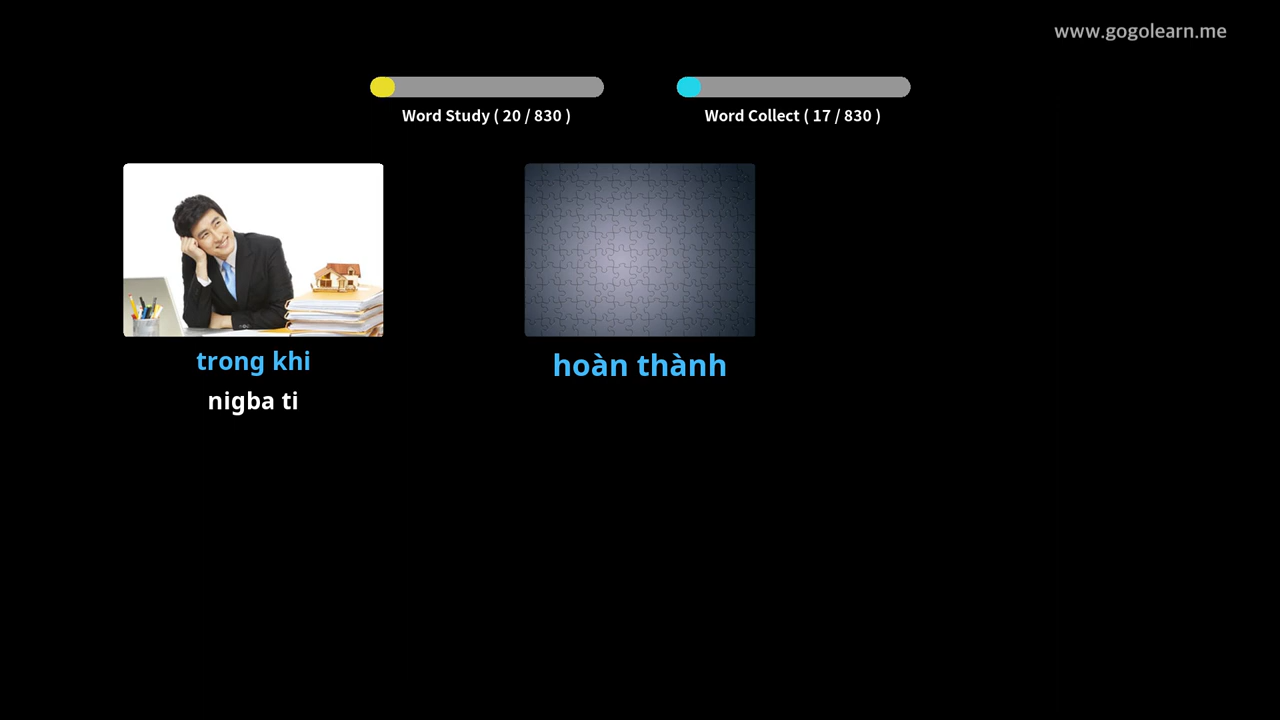 www.gogolearn.me
Word Study ( 20 / 830 )
Word Collect ( 17 / 830 )
trong khi
nigba ti
hoàn thành